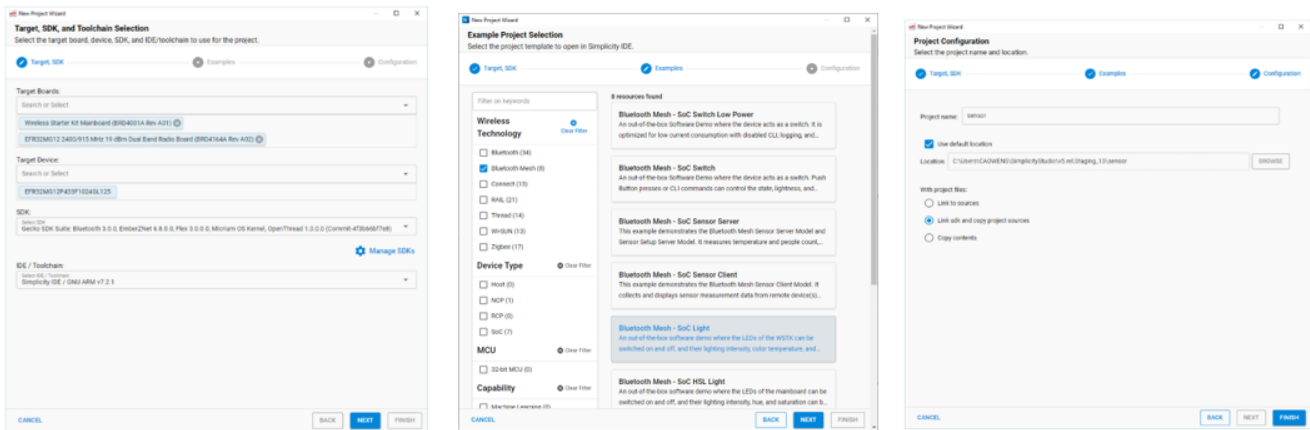 New Project Wizard
Target, SDK, and Toolchain Selection
Select the target board, device, SDK, and IDE/toolchain to use for the project.
Target, SDK
Examples
Configuration
Target Boards:
Search or Select
Wireless Starter Kit Mainboard (BRD4001A Rev A01)
EFR32MG12 2400/915 MHz 19 dBm Dual Band Radio Board (BRD4164A Rev A02)
Target Device:
Search or Select
EFR32MG12P433F1024GL125
SDK:
Select SDK
Gecko SDK Suite: Bluetooth 3.0.0, EmberZNet 6.8.0.0, Flex 3.0.0.0, Micrium OS Kernel, OpenThread 1.0.0.0
Manage SDKs
IDE / Toolchain:
Select IDE / Toolchain
Simplicity IDE / GNU ARM v7.2.1
CANCEL
BACK
NEXT
FINISH
New Project Wizard
Example Project Selection
Select the project template to open in Simplicity IDE.
Target, SDK
Examples
Configuration
Filter on keywords
Wireless
Technology
Clear Filter
Bluetooth (34)
Bluetooth Mesh (8)
Connect (13)
RAIL (21)
Thread (14)
Wi-SUN (13)
Zigbee (17)
Device Type
Clear Filter
Host (0)
NCP (1)
RCP (0)
SoC (7)
MCU
Clear Filter
32-bit MCU (0)
Capability
Clear Filter
Machine Learning (0)
8 resources found
Bluetooth Mesh - SoC Switch Low Power
An out-of-the-box Software Demo where the device acts as a switch. It is
optimized for low current consumption with disabled CLI, logging, and...
Bluetooth Mesh - SoC Switch
An out-of-the-box Software Demo where the device acts as a switch. Push
Button presses or CLI commands can control the state, lightness, and...
Bluetooth Mesh - SoC Sensor Server
This example demonstrates the Bluetooth Mesh Sensor Server Model and
Sensor Setup Server Model. It measures temperature and people count,...
Bluetooth Mesh - SoC Sensor Client
This example demonstrates the Bluetooth Mesh Sensor Client Model. It
collects and displays sensor measurement data from remote device(s)...
Bluetooth Mesh - SoC Light
An out-of-the-box software demo where the LEDs of the WSTK can be
switched on and off, and their lighting intensity, color temperature, and...
Bluetooth Mesh - SoC HSL Light
An out-of-the-box software demo where the LEDs of the mainboard can be
switched on and off, and their lighting intensity, hue, and saturation can b...
CANCEL
BACK
NEXT
FINISH
New Project Wizard
Project Configuration
Select the project name and location.
Target, SDK
Examples
Configuration
Project name:
sensor
Use default location
Location:
BROWSE
With project files:
Link to sources
Link sdk and copy project sources
Copy contents
CANCEL
BACK
NEXT
FINISH